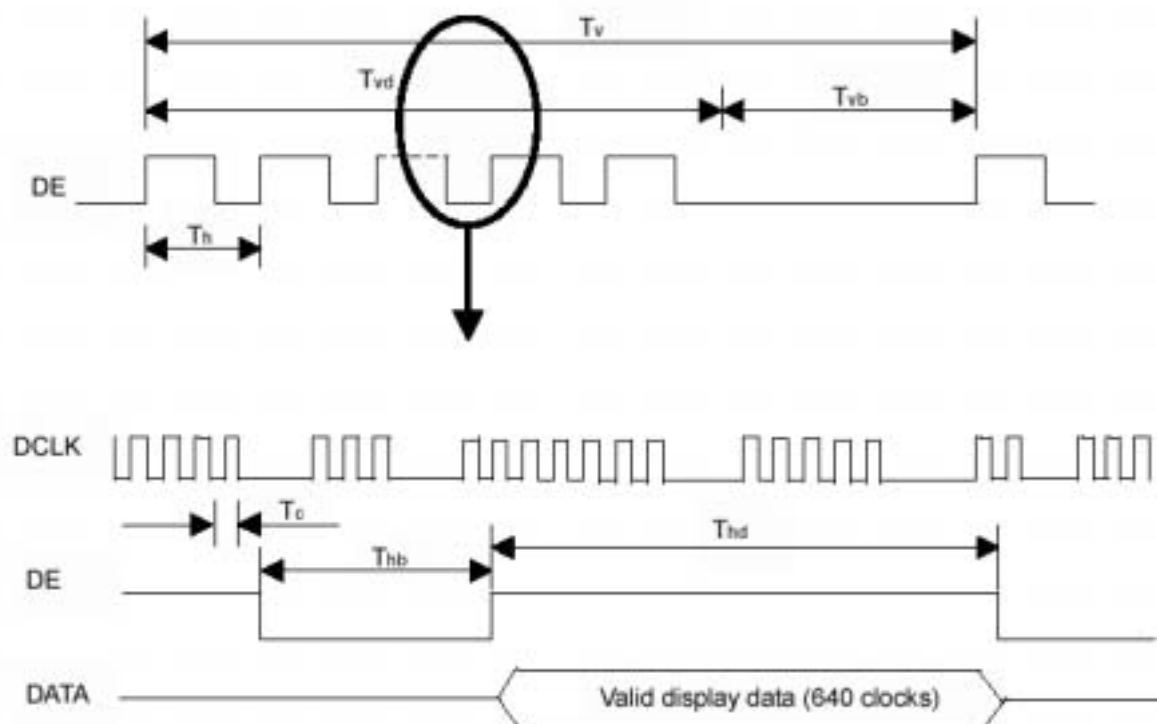 Tv
Tvd
Tvb
DE
Th
DCLK
Tc
Thd
Thb
DE
DATA
Valid display data (640 clocks)